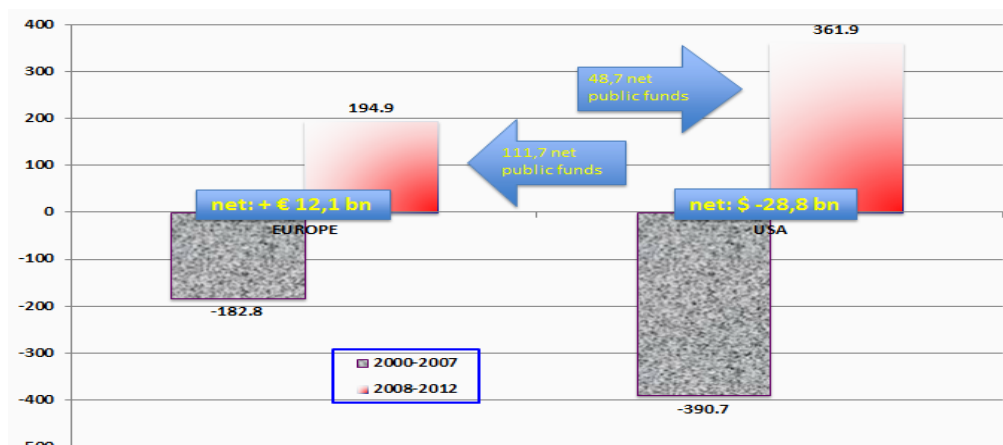 400
361.9
300
48,7 net
public funds
200
194.9
111,7 net
public funds
100
0
net: + € 12,1 bn
net: $ -28,8 bn
EUROPE
USA
-100
-200
-182.8
-300
2000-2007
2008-2012
-400
-390.7
-500